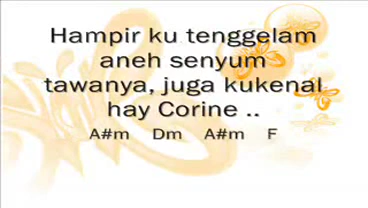 Hampir ku tenggelam
aneh senyum
tawanya, juga kukenal
hay Corine ..
A#m Dm A#m F